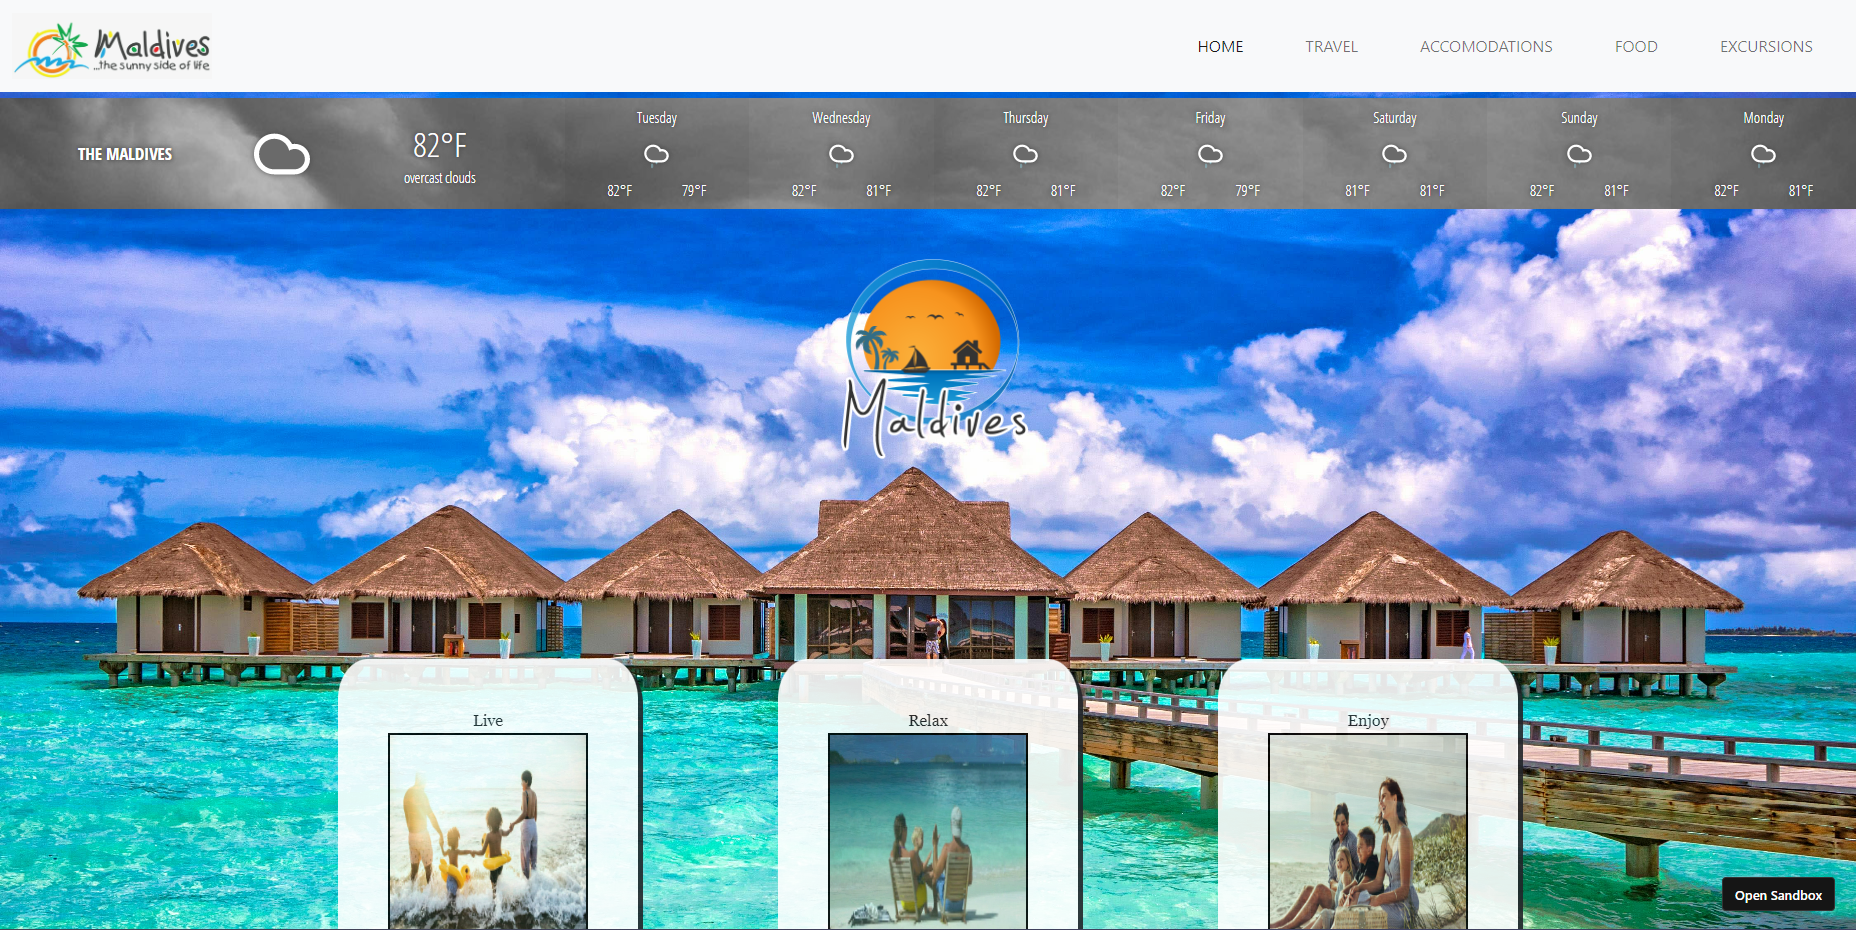 Maldives
...the sunny side of life
HOME
TRAVEL
ACCOMODATIONS
FOOD
EXCURSIONS
THE MALDIVES
82°F
overcast clouds
Tuesday
82°F 79°F
Wednesday
82°F 81°F
Thursday
82°F 81°F
Friday
82°F 79°F
Saturday
81°F 81°F
Sunday
82°F 81°F
Monday
82°F 81°F
Maldives
Live
Relax
Enjoy
Open Sandbox